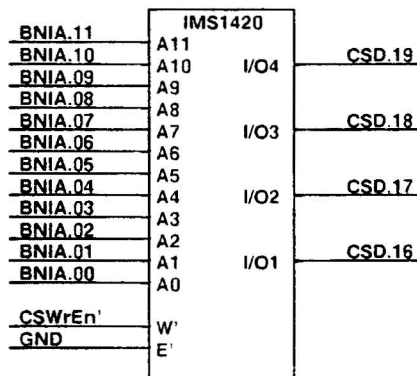 IMS1420
BNIA.11 A11
BNIA.10 A10 I/O4 CSD.19
BNIA.09 A9
BNIA.08 A8
BNIA.07 A7 I/O3 CSD.18
BNIA.06 A6
BNIA.05 A5
BNIA.04 A4 I/O2 CSD.17
BNIA.03 A3
BNIA.02 A2
BNIA.01 A1 I/O1 CSD.16
BNIA.00 A0
CSWrEn' W'
GND E'